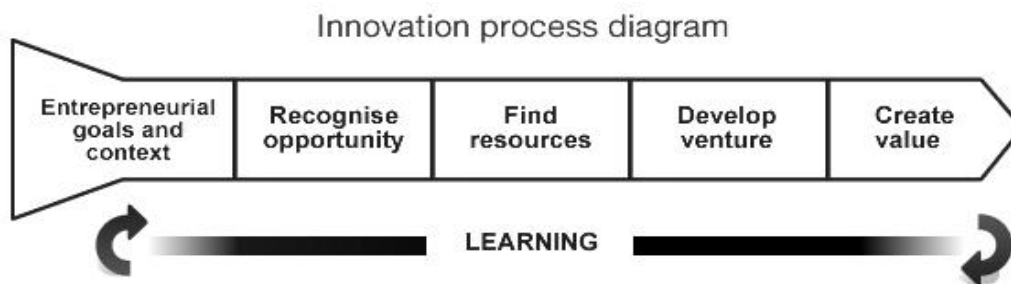 Innovation process diagram
Entrepreneurial
goals and
context
Recognise
opportunity
Find
resources
Develop
venture
Create
value
LEARNING